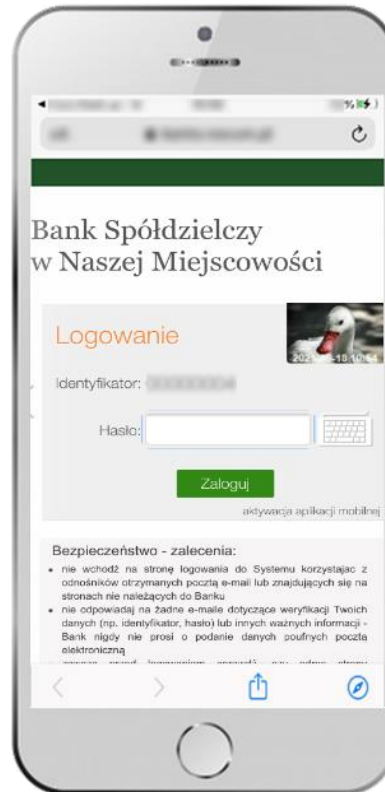 %
Bank Spółdzielczy
w Naszej Miejscowości
Logowanie
Identyfikator:
Hasło:
Zaloguj
aktywacja aplikacji mobilnej
Bezpieczeństwo - zalecenia:
• nie wchodź na stronę logowania do Systemu korzystajac z
odnośników otrzymanych pocztą e-mail lub znajdujących się na
stronach nie należących do Banku
• nie odpowiadaj na żadne e-maile dotyczące weryfikacji Twoich
danych (np. identyfikator, hasło) lub innych ważnych informacji -
Bank nigdy nie prosi o podanie danych poufnych pocztą
elektroniczną